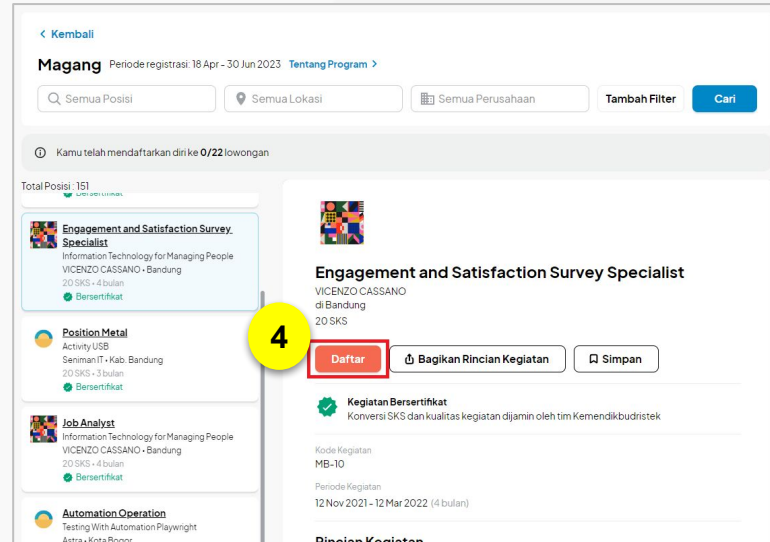 Kembali
Magang Periode registrasi: 18 Apr - 30 Jun 2023 Tentang Program
Semua Posisi Semua Lokasi Semua Perusahaan Tambah Filter Cari
Kamu telah mendaftarkan diri ke 0/22 lowongan
Total Posisi : 151
Bersertifikat
Engagement and Satisfaction Survey
Specialist
Information Technology for Managing People
VICENZO CASSANO • Bandung
20 SKS • 4 bulan
Bersertifikat
Position Metal
Activity USB
Seniman IT • Kab. Bandung
20 SKS • 3 bulan
Bersertifikat
Job Analyst
Information Technology for Managing People
VICENZO CASSANO • Bandung
20 SKS • 4 bulan
Bersertifikat
Automation Operation
Testing With Automation Playwright
Astra • Kota Bogor
Engagement and Satisfaction Survey Specialist
VICENZO CASSANO
di Bandung
20 SKS
4
Daftar Bagikan Rincian Kegiatan Simpan
Kegiatan Bersertifikat
Konversi SKS dan kualitas kegiatan dijamin oleh tim Kemendikbudristek
Kode Kegiatan
MB-10
Periode Kegiatan
12 Nov 2021 - 12 Mar 2022 (4 bulan)
Rincian Kegiatan